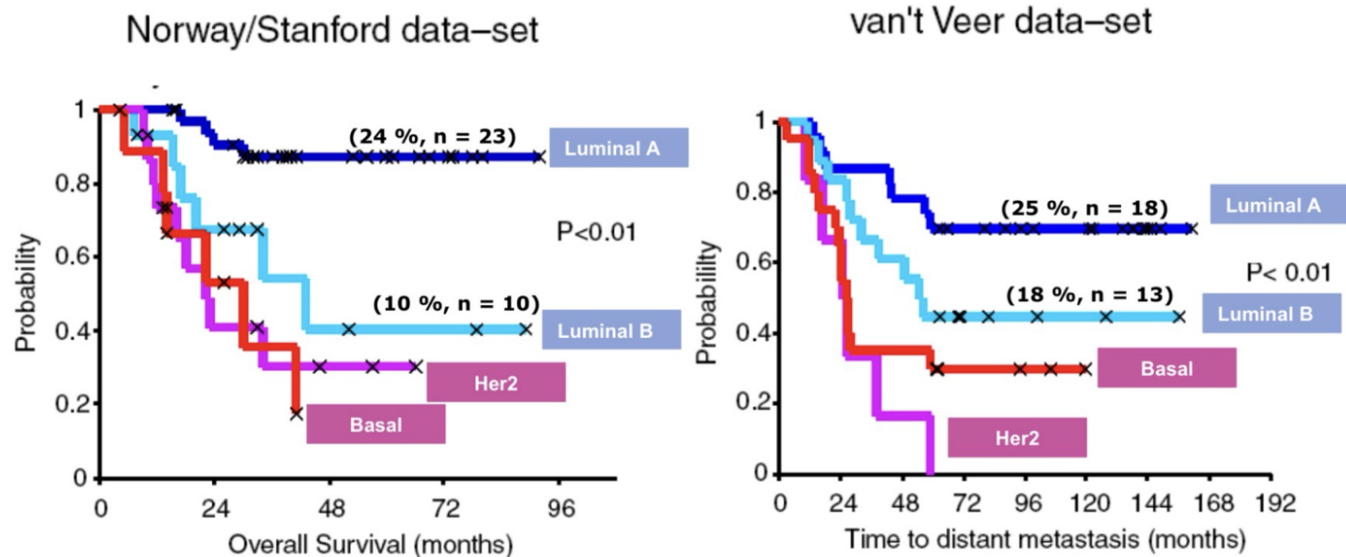 Norway/Stanford data–set
1
0.8
0.6
0.4
0.2
0
Probability
0
24
48
72
96
Overall Survival (months)
(24 %, n = 23)
Luminal A
P<0.01
(10 %, n = 10)
Luminal B
Her2
Basal
van't Veer data–set
1
0.8
0.6
0.4
0.2
0
Probability
0
24
48
72
96
120
144
168
192
Time to distant metastasis (months)
(25 %, n = 18)
Luminal A
P< 0.01
(18 %, n = 13)
Luminal B
Basal
Her2